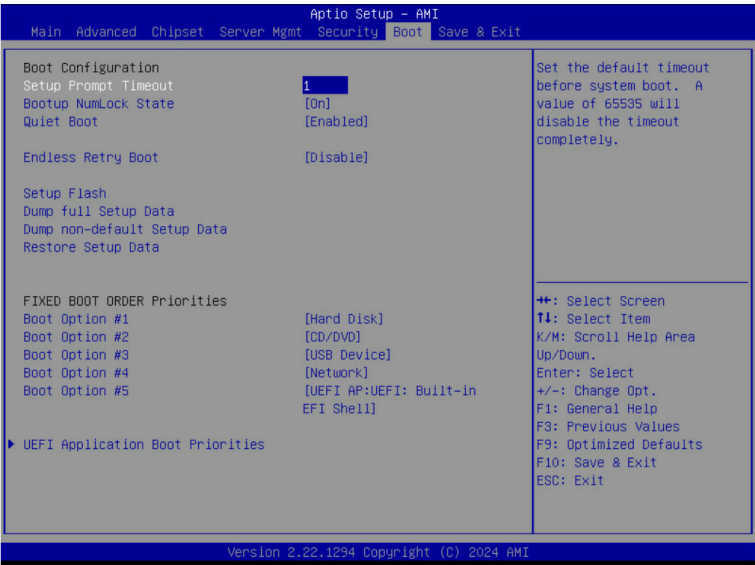 Aptio Setup – AMI
Main Advanced Chipset Server Mgmt Security Boot Save & Exit
Boot Configuration
Setup Prompt Timeout 1
Bootup NumLock State [On]
Quiet Boot [Enabled]
Endless Retry Boot [Disable]
Setup Flash
Dump full Setup Data
Dump non-default Setup Data
Restore Setup Data
FIXED BOOT ORDER Priorities
Boot Option #1 [Hard Disk]
Boot Option #2 [CD/DVD]
Boot Option #3 [USB Device]
Boot Option #4 [Network]
Boot Option #5 [UEFI AP:UEFI: Built-in
EFI Shell]
UEFI Application Boot Priorities
Set the default timeout
before system boot. A
value of 65535 will
disable the timeout
completely.
→←: Select Screen
↑↓: Select Item
K/M: Scroll Help Area
Up/Down.
Enter: Select
+/-: Change Opt.
F1: General Help
F3: Previous Values
F9: Optimized Defaults
F10: Save & Exit
ESC: Exit
Version 2.22.1294 Copyright (C) 2024 AMI